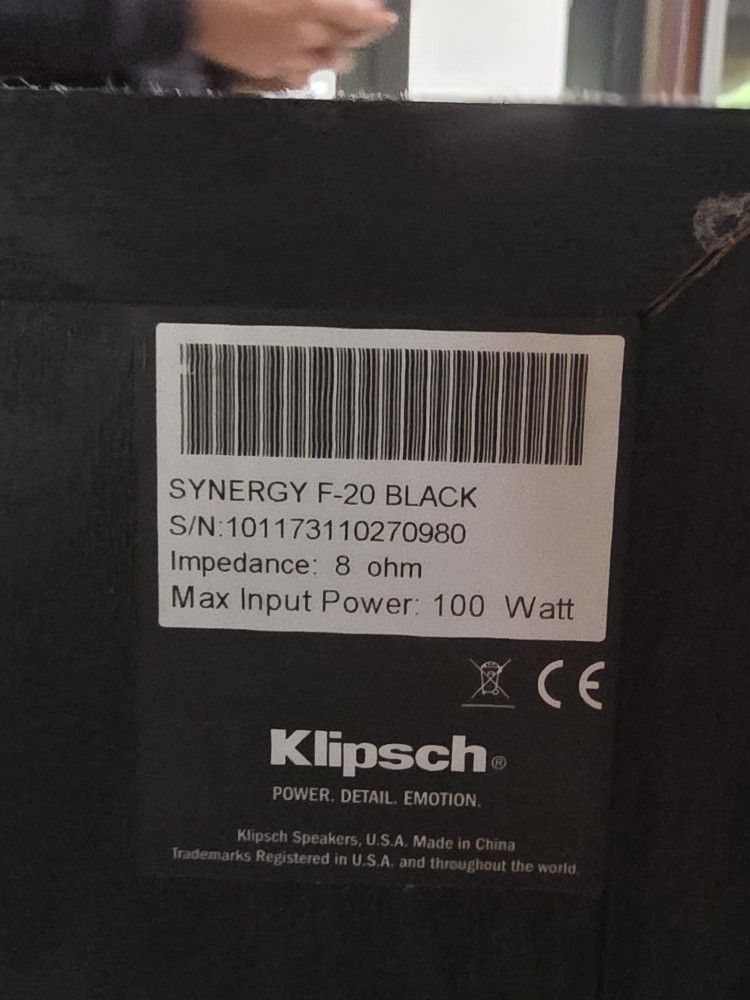 SYNERGY F-20 BLACK
S/N:101173110270980
Impedance: 8 ohm
Max Input Power: 100 Watt
CE
Klipsch®
POWER. DETAIL. EMOTION.
Klipsch Speakers, U.S.A. Made in China
Trademarks Registered in U.S.A. and throughout the world